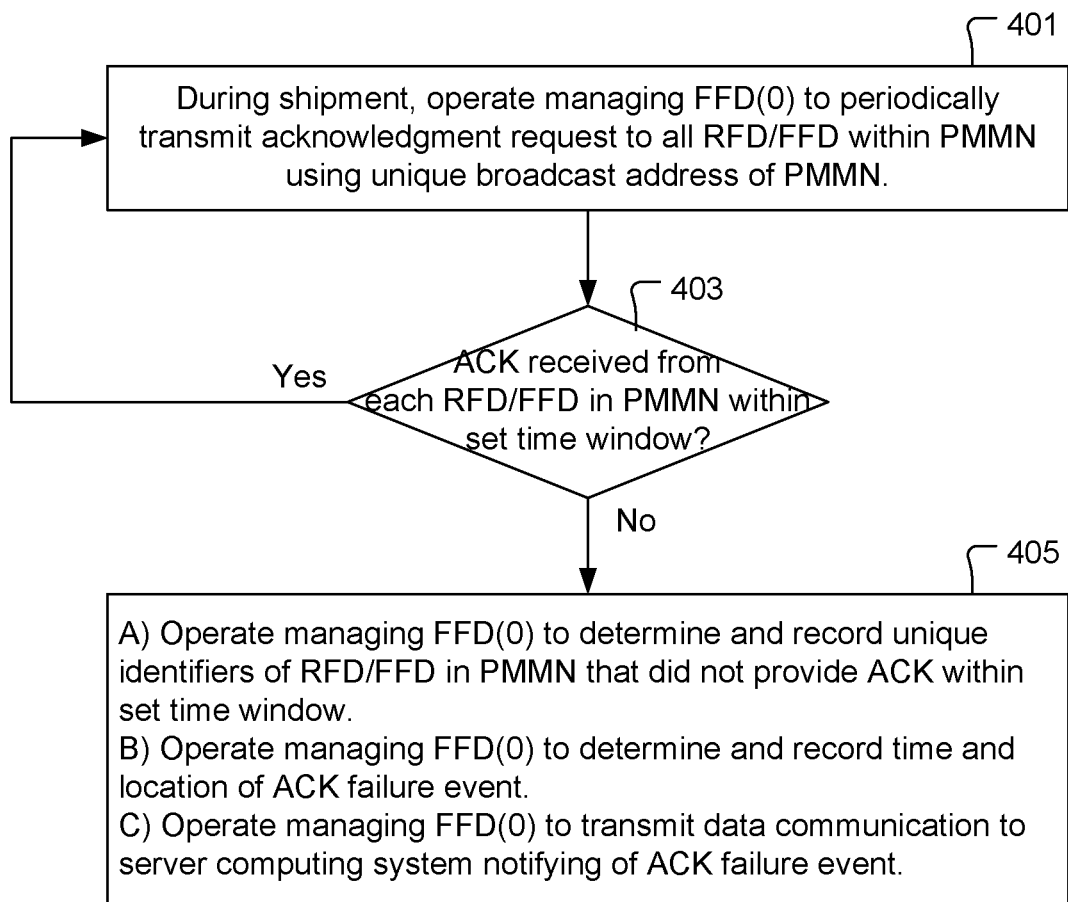 401
During shipment, operate managing FFD(0) to periodically
transmit acknowledgment request to all RFD/FFD within PMMN
using unique broadcast address of PMMN.
403
ACK received from
each RFD/FFD in PMMN within
set time window?
Yes
No
405
A) Operate managing FFD(0) to determine and record unique
identifiers of RFD/FFD in PMMN that did not provide ACK within
set time window.
B) Operate managing FFD(0) to determine and record time and
location of ACK failure event.
C) Operate managing FFD(0) to transmit data communication to
server computing system notifying of ACK failure event.